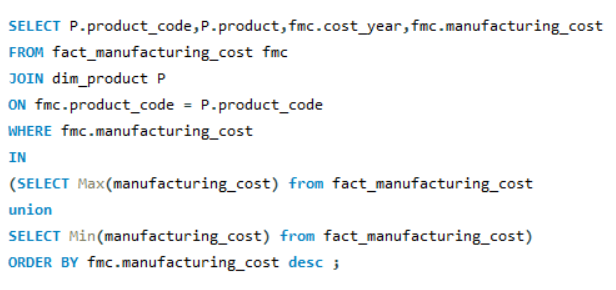 SELECT P.product_code,P.product,fmc.cost_year,fmc.manufacturing_cost
FROM fact_manufacturing_cost fmc
JOIN dim_product P
ON fmc.product_code = P.product_code
WHERE fmc.manufacturing_cost
IN
(SELECT Max(manufacturing_cost) from fact_manufacturing_cost
union
SELECT Min(manufacturing_cost) from fact_manufacturing_cost)
ORDER BY fmc.manufacturing_cost desc ;